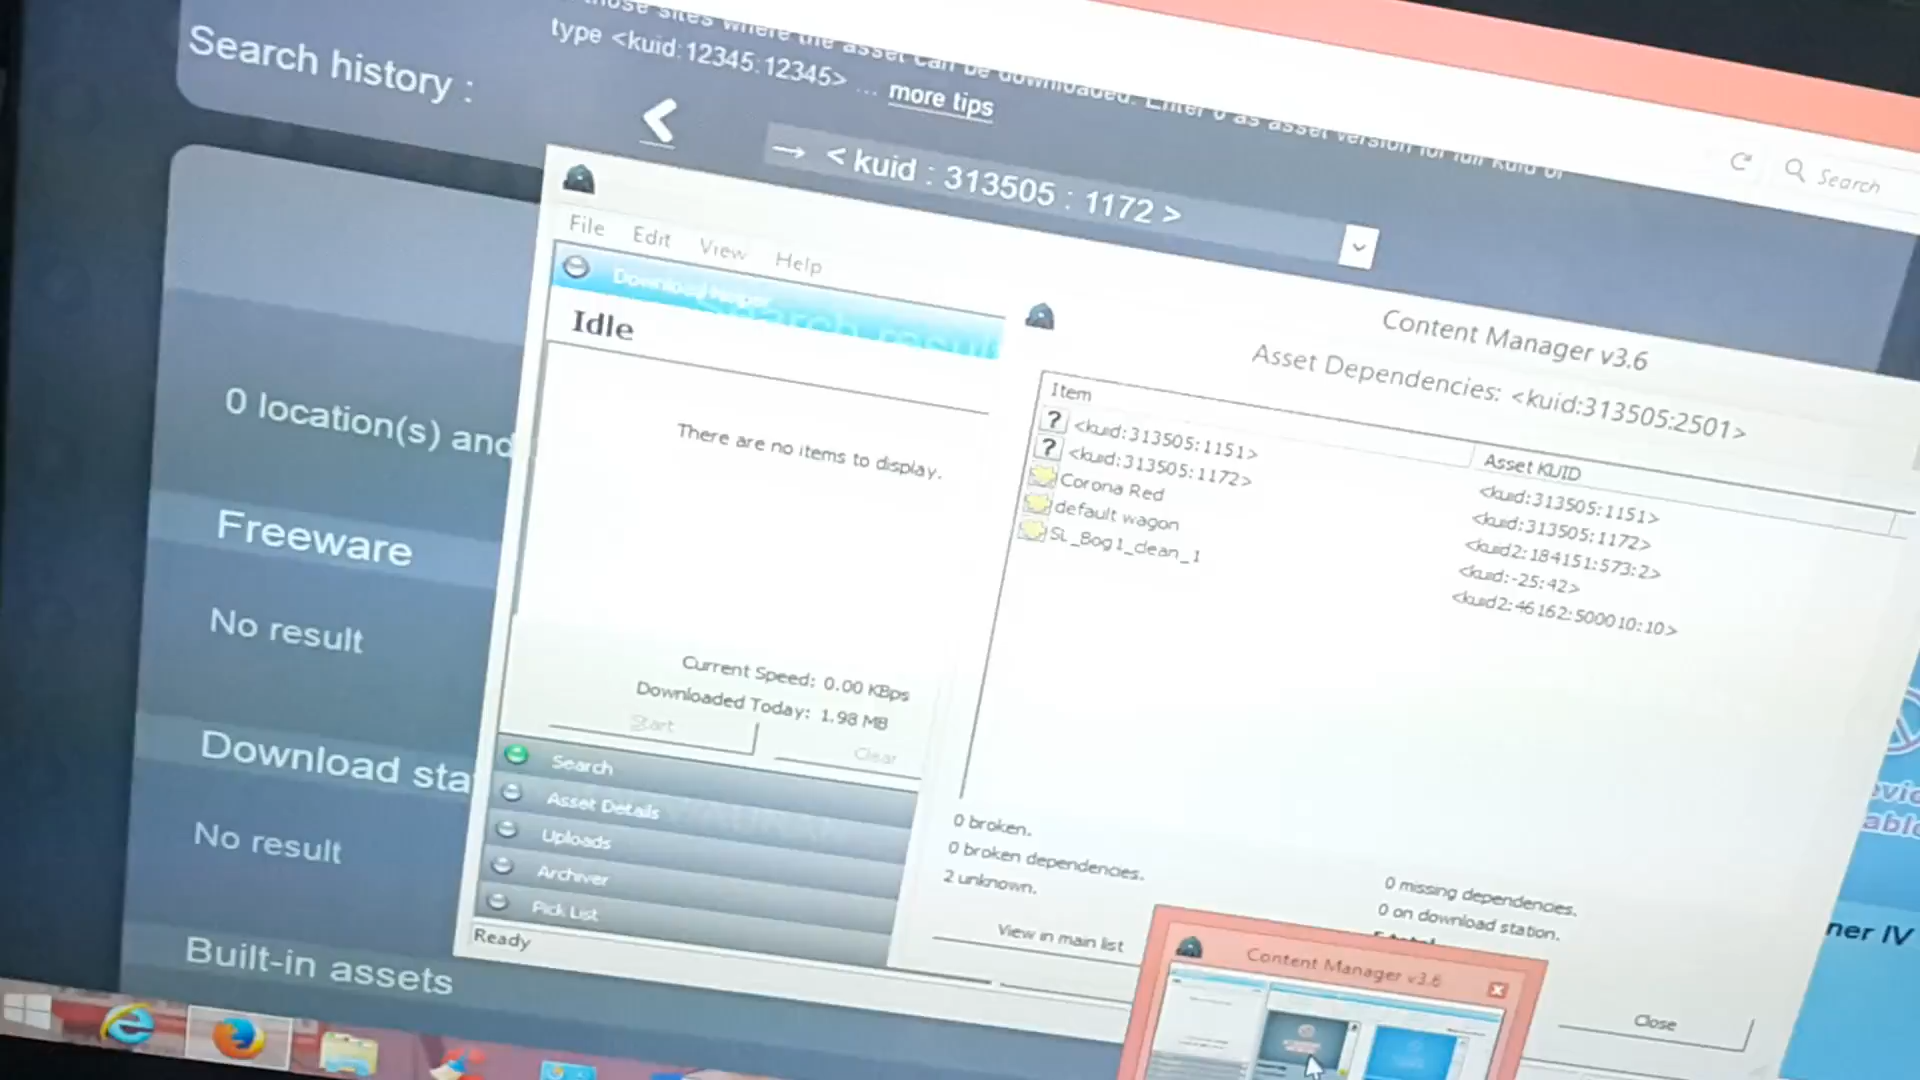 those sites where the asset can be downloaded. Enter 0 as asset version for full kuid or
type <kuid:12345:12345> ... more tips
Search history :
→ < kuid : 313505 : 1172 >
Search
File Edit View Help
Download Helper
Idle
There are no items to display.
Current Speed: 0.00 KBps
Downloaded Today: 1.98 MB
Start
Clear
Search
Asset Details
Uploads
Archiver
Pick List
Ready
0 location(s) and
Freeware
No result
Download sta
No result
Built-in assets
Content Manager v3.6
Asset Dependencies: <kuid:313505:2501>
Item
Asset KUID
<kuid:313505:1151>
<kuid:313505:1151>
<kuid:313505:1172>
<kuid:313505:1172>
Corona Red
<kuid2:184151:573:2>
default wagon
<kuid:-25:42>
SL_Bog1_clean_1
<kuid2:46162:500010:10>
0 broken.
0 broken dependencies.
2 unknown.
0 missing dependencies.
0 on download station.
View in main list
Close
Content Manager v3.6
ner IV